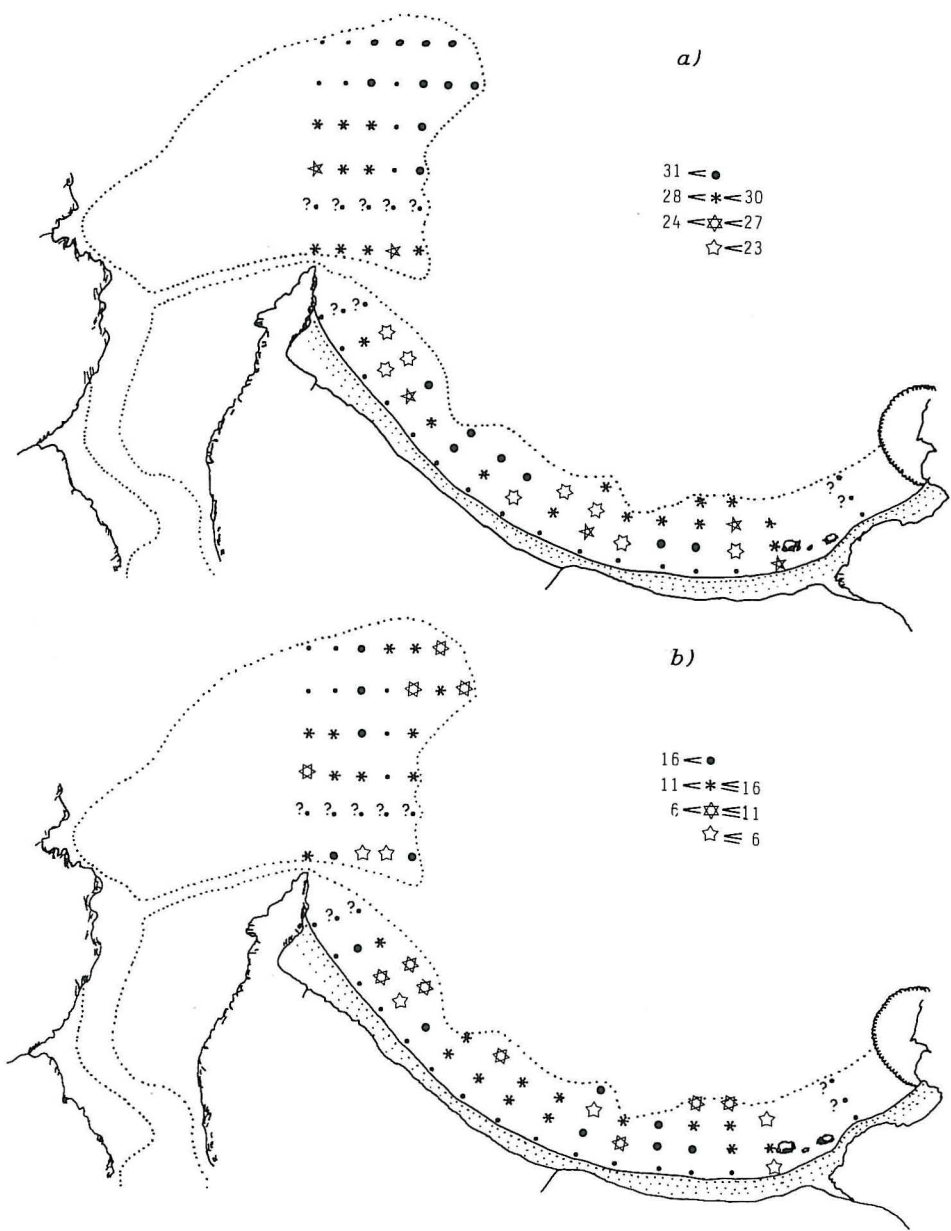 a)
31 < ●
28 < * < 30
24 < ✡ < 27
☆ < 23
?. ?. ?. ?. ?.
?. ?.
?.
?.
b)
16 < ●
11 < * ≤ 16
6 < ✡ ≤ 11
☆ ≤ 6
?. ?. ?. ?. ?.
?. ?.
?.
?.